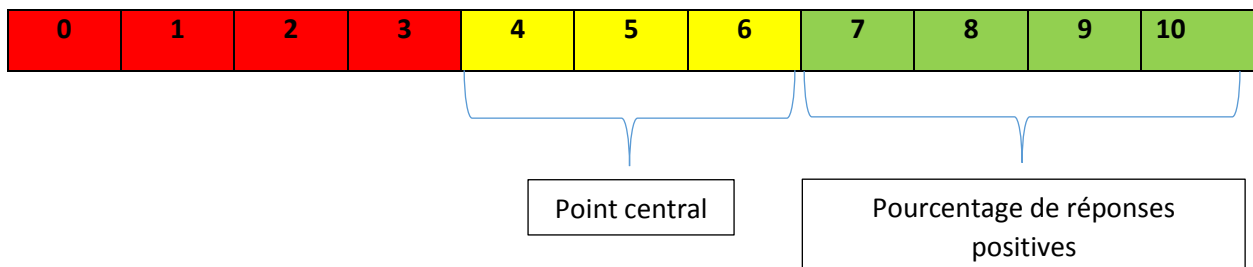 0 1 2 3 4 5 6 7 8 9 10
Point central
Pourcentage de réponses
positives